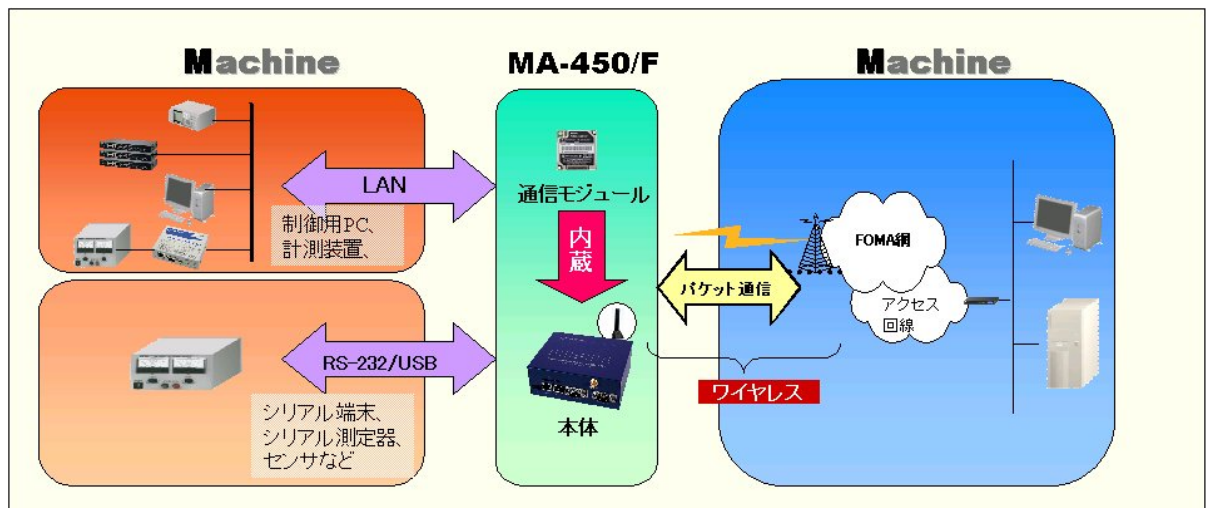 Machine
MA-450/F
Machine
LAN
制御用PC、
計測装置、
通信モジュール
内
蔵
FOMA網
アクセス
回線
パケット通信
RS-232/USB
シリアル端末、
シリアル測定器、
センサなど
本体
ワイヤレス